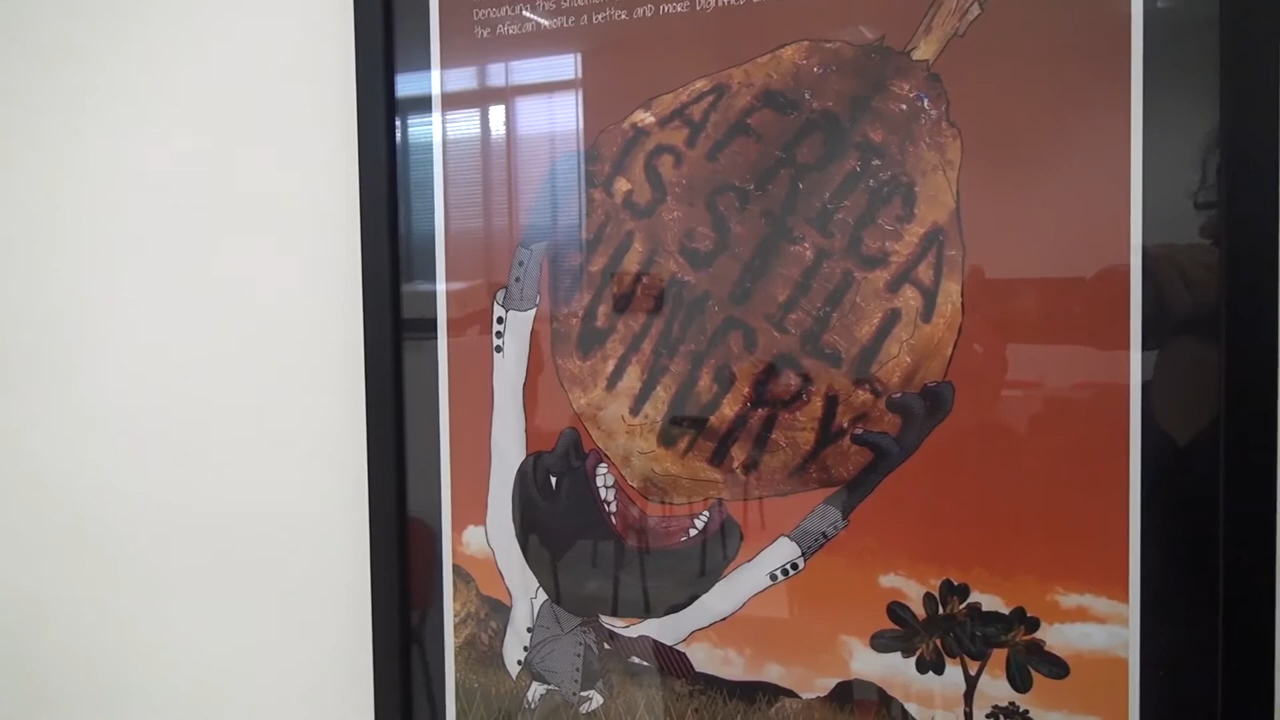 Denouncing this situation
the African People a better and more Dignified
AFRICA
IS STILL
HUNGRY